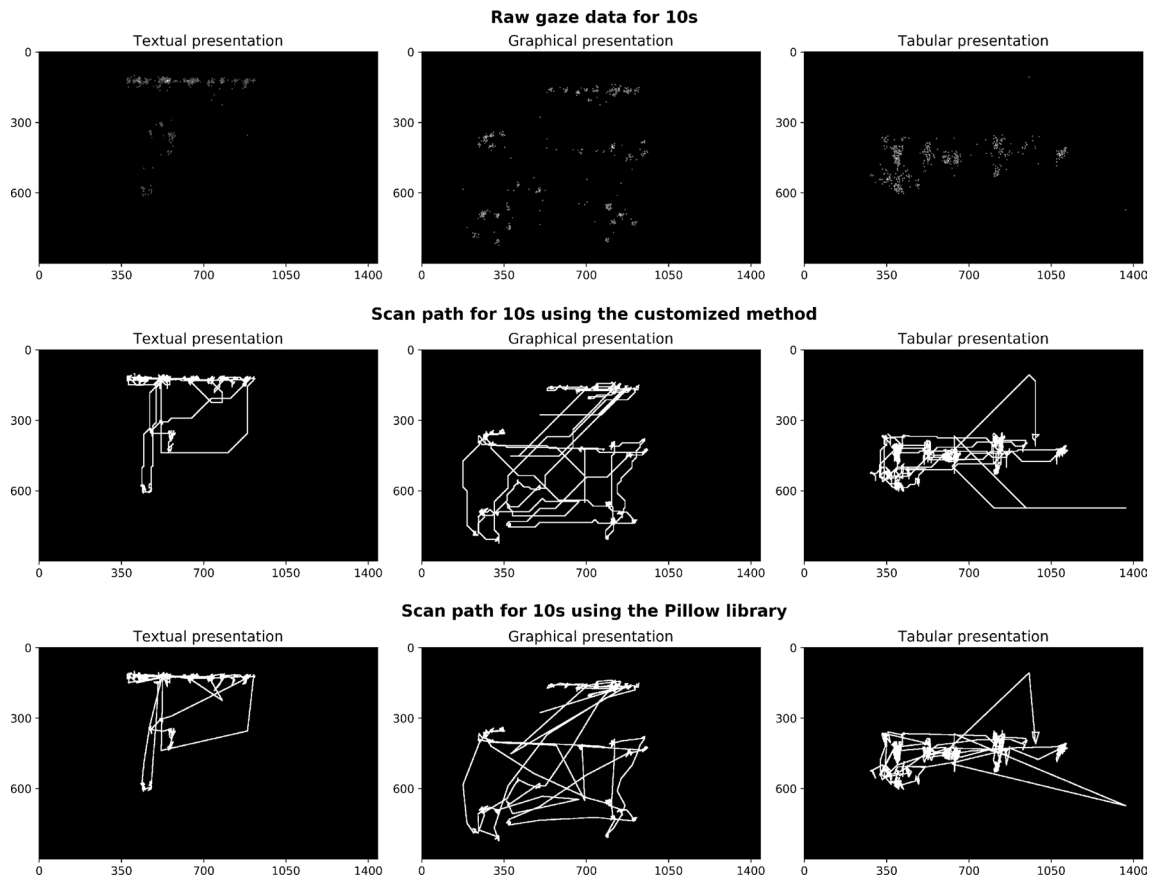 Raw gaze data for 10s
Textual presentation Graphical presentation Tabular presentation
0 0 0
300 300 300
600 600 600
0 350 700 1050 1400 0 350 700 1050 1400 0 350 700 1050 1400
Scan path for 10s using the customized method
Textual presentation Graphical presentation Tabular presentation
0 0 0
300 300 300
600 600 600
0 350 700 1050 1400 0 350 700 1050 1400 0 350 700 1050 1400
Scan path for 10s using the Pillow library
Textual presentation Graphical presentation Tabular presentation
0 0 0
300 300 300
600 600 600
0 350 700 1050 1400 0 350 700 1050 1400 0 350 700 1050 1400